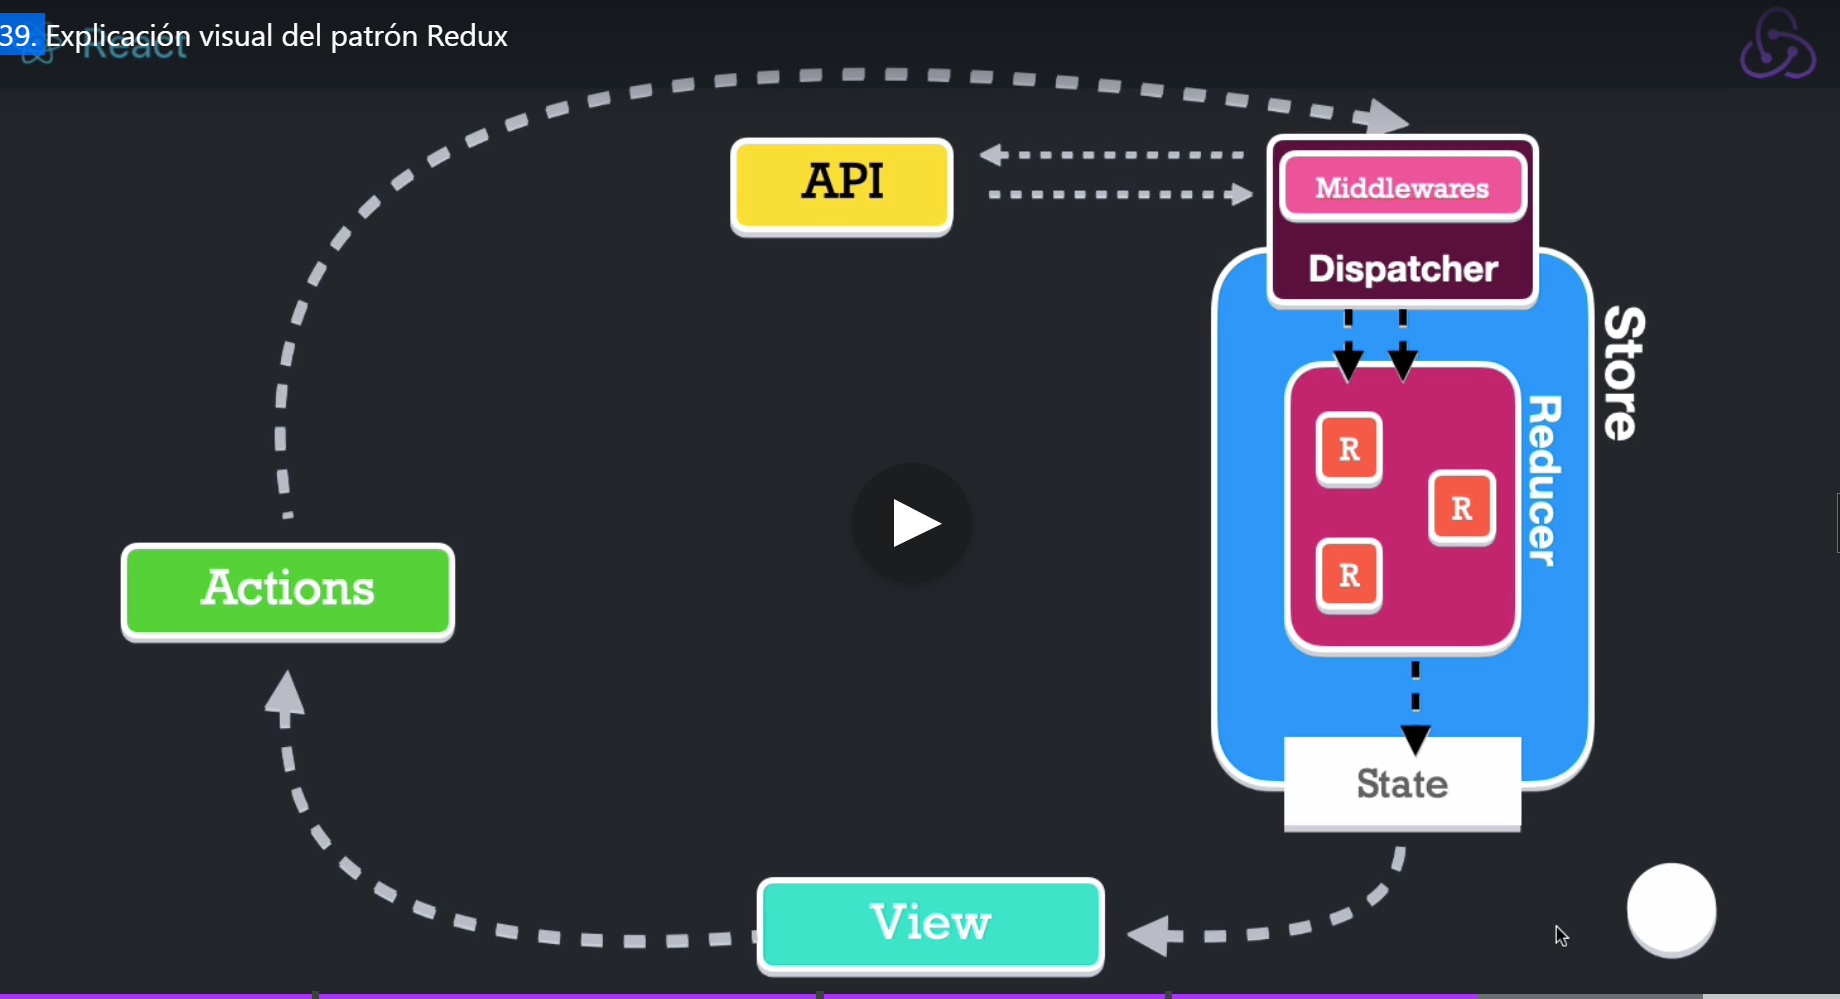 39. Explicación visual del patrón Redux
React
API
Middlewares
Dispatcher
Store
Reducer
R
R
R
Actions
State
View